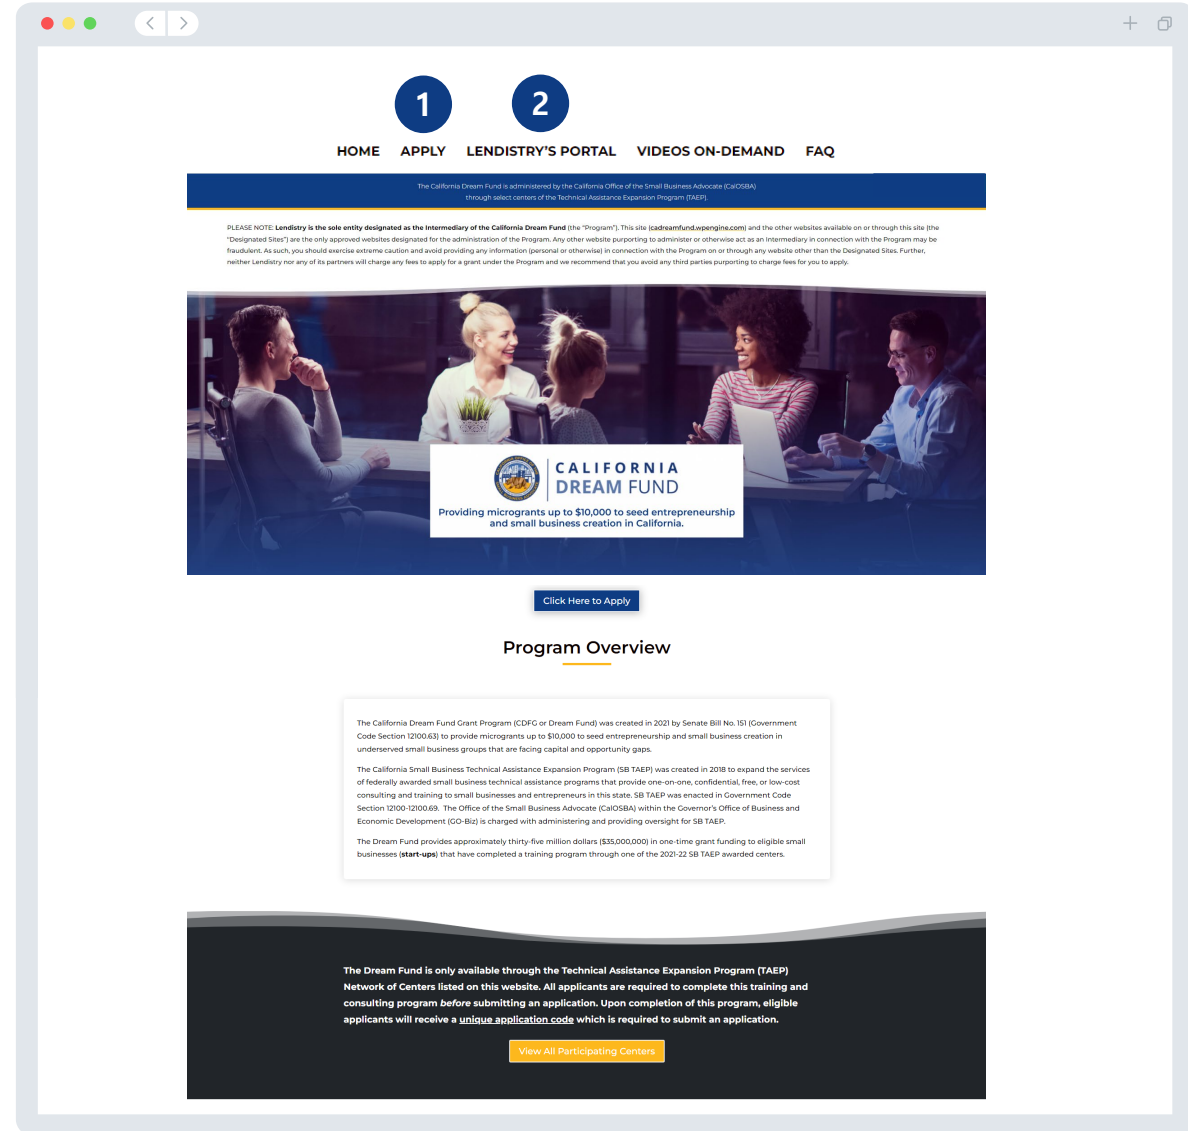 1 2
HOME APPLY LENDISTRY'S PORTAL VIDEOS ON-DEMAND FAQ
The California Dream Fund is administered by the California Office of the Small Business Advocate (CalOSBA)
through select centers of the Technical Assistance Expansion Program (TAEP).
PLEASE NOTE: Lendistry is the sole entity designated as the Intermediary of the California Dream Fund (the "Program"). This site (cadreamfund.wpengine.com) and the other websites available on or through this site (the
"Designated Sites") are the only approved websites designated for the administration of the Program. Any other website purporting to administer or otherwise act as an Intermediary in connection with the Program may be
fraudulent. As such, you should exercise extreme caution and avoid providing any information (personal or otherwise) in connection with the Program on or through any website other than the Designated Sites. Further,
neither Lendistry nor any of its partners will charge any fees to apply for a grant under the Program and we recommend that you avoid any third parties purporting to charge fees for you to apply.
CALIFORNIA
DREAM FUND
Providing microgrants up to $10,000 to seed entrepreneurship
and small business creation in California.
Click Here to Apply
Program Overview
The California Dream Fund Grant Program (CDFG or Dream Fund) was created in 2021 by Senate Bill No. 151 (Government
Code Section 12100.63) to provide microgrants up to $10,000 to seed entrepreneurship and small business creation in
underserved small business groups that are facing capital and opportunity gaps.
The California Small Business Technical Assistance Expansion Program (SB TAEP) was created in 2018 to expand the services
of federally awarded small business technical assistance programs that provide one-on-one, confidential, free, or low-cost
consulting and training to small businesses and entrepreneurs in this state. SB TAEP was enacted in Government Code
Section 12100-12100.69. The Office of the Small Business Advocate (CalOSBA) within the Governor's Office of Business and
Economic Development (GO-Biz) is charged with administering and providing oversight for SB TAEP.
The Dream Fund provides approximately thirty-five million dollars ($35,000,000) in one-time grant funding to eligible small
businesses (start-ups) that have completed a training program through one of the 2021-22 SB TAEP awarded centers.
The Dream Fund is only available through the Technical Assistance Expansion Program (TAEP)
Network of Centers listed on this website. All applicants are required to complete this training and
consulting program before submitting an application. Upon completion of this program, eligible
applicants will receive a unique application code which is required to submit an application.
View All Participating Centers